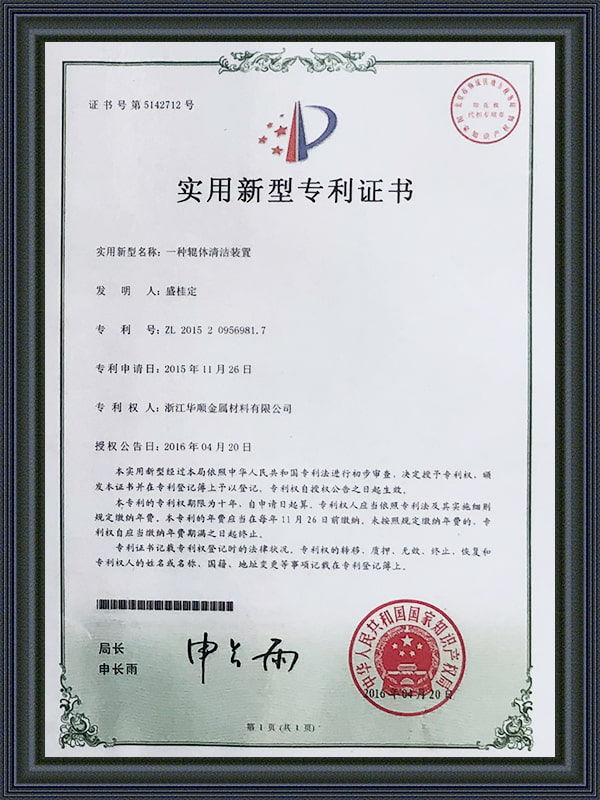 证书号第5142712号
实用新型专利证书
实用新型名称：一种辊体清洁装置
发明人：盛桂定
专利号：ZL 2015 2 0956981.7
专利申请日：2015年11月26日
专利权人：浙江华顺金属材料有限公司
授权公告日：2016年04月20日
本实用新型经过本局依照中华人民共和国专利法进行初步审查，决定授予专利权，颁
发本证书并在专利登记簿上予以登记。专利权自授权公告之日起生效。
本专利的专利权期限为十年，自申请日起算。专利权人应当依照专利法及其实施细则
规定缴纳年费。本专利的年费应当在每年11月26日前缴纳。未按照规定缴纳年费的，专
利权自应当缴纳年费期满之日起终止。
专利证书记载专利权登记时的法律状况。专利权的转移、质押、无效、终止、恢复和
专利权人的姓名或名称、国籍、地址变更等事项记载在专利登记簿上。
局长
申长雨
申长雨
中华人民共和国国家知识产权局
2016年04月20日
第1页(共1页)